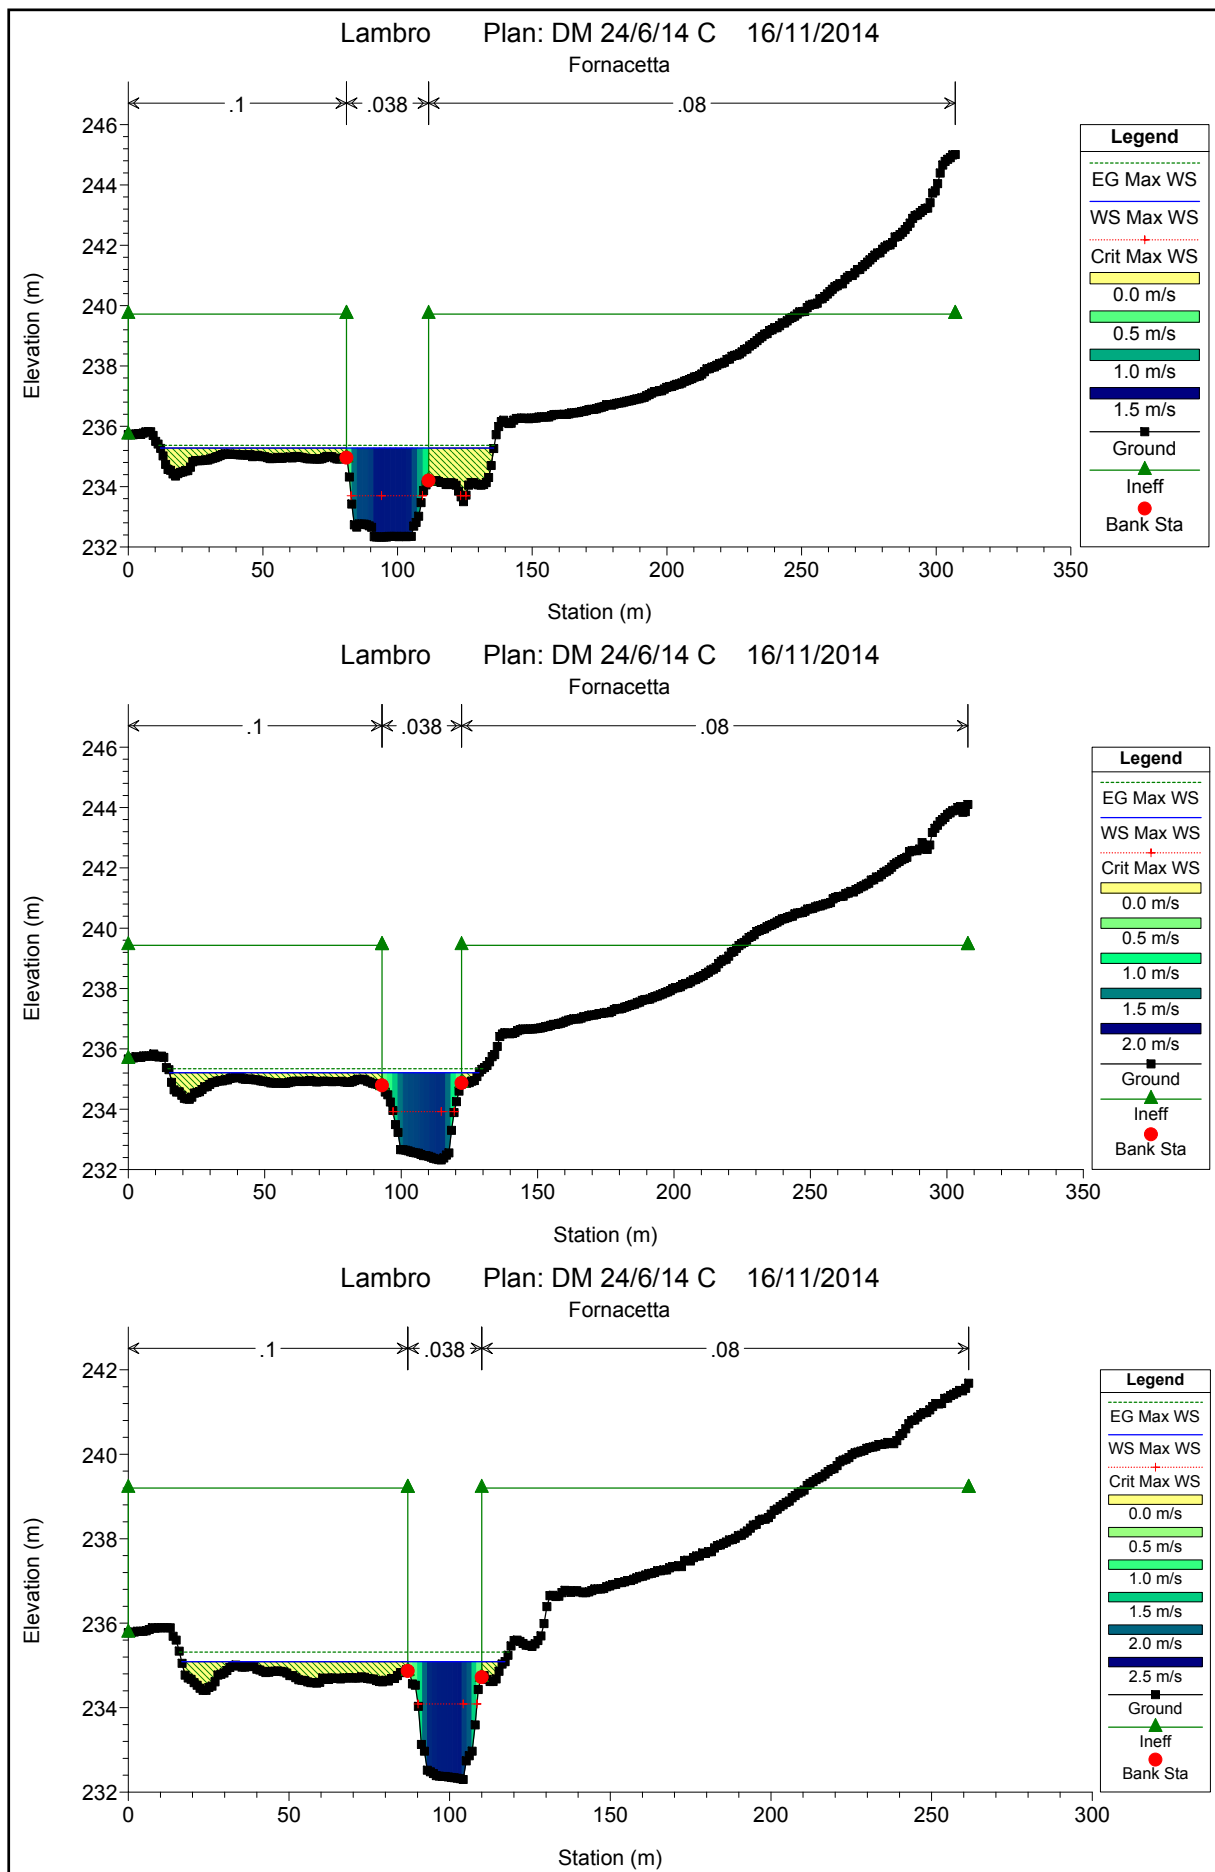 Lambro Plan: DM 24/6/14 C 16/11/2014
Fornacetta
.1 .038 .08
246
244
242
240
238
236
234
232
0 50 100 150 200 250 300 350
Station (m)
Elevation (m)
Legend
EG Max WS
WS Max WS
Crit Max WS
0.0 m/s
0.5 m/s
1.0 m/s
1.5 m/s
Ground
Ineff
Bank Sta
Lambro Plan: DM 24/6/14 C 16/11/2014
Fornacetta
.1 .038 .08
246
244
242
240
238
236
234
232
0 50 100 150 200 250 300 350
Station (m)
Elevation (m)
Legend
EG Max WS
WS Max WS
Crit Max WS
0.0 m/s
0.5 m/s
1.0 m/s
1.5 m/s
2.0 m/s
Ground
Ineff
Bank Sta
Lambro Plan: DM 24/6/14 C 16/11/2014
Fornacetta
.1 .038 .08
242
240
238
236
234
232
0 50 100 150 200 250 300
Station (m)
Elevation (m)
Legend
EG Max WS
WS Max WS
Crit Max WS
0.0 m/s
0.5 m/s
1.0 m/s
1.5 m/s
2.0 m/s
2.5 m/s
Ground
Ineff
Bank Sta